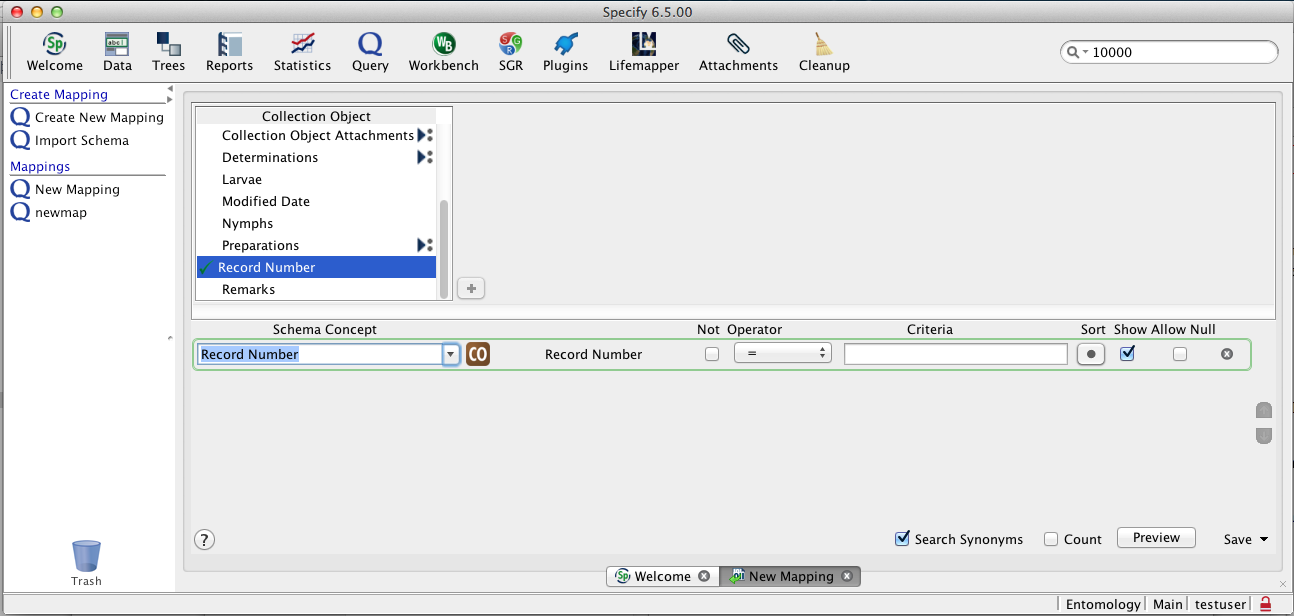 Specify 6.5.00
Welcome Data Trees Reports Statistics Query Workbench SGR Plugins Lifemapper Attachments Cleanup
10000
Create Mapping
Create New Mapping
Import Schema
Mappings
New Mapping
newmap
Trash
Collection Object
Collection Object Attachments
Determinations
Larvae
Modified Date
Nymphs
Preparations
Record Number
Remarks
Schema Concept Not Operator Criteria Sort Show Allow Null
Record Number CO Record Number =
? Search Synonyms Count Preview Save
Welcome New Mapping
Entomology Main testuser